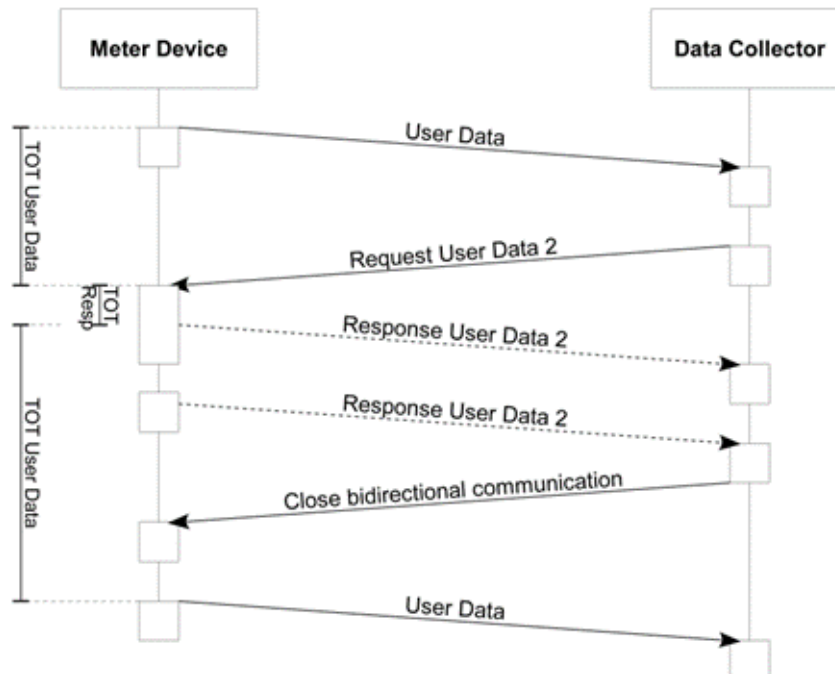 Meter Device
Data Collector
User Data
TOT User Data
Request User Data 2
TOT
Resp
Response User Data 2
Response User Data 2
TOT User Data
Close bidirectional communication
User Data